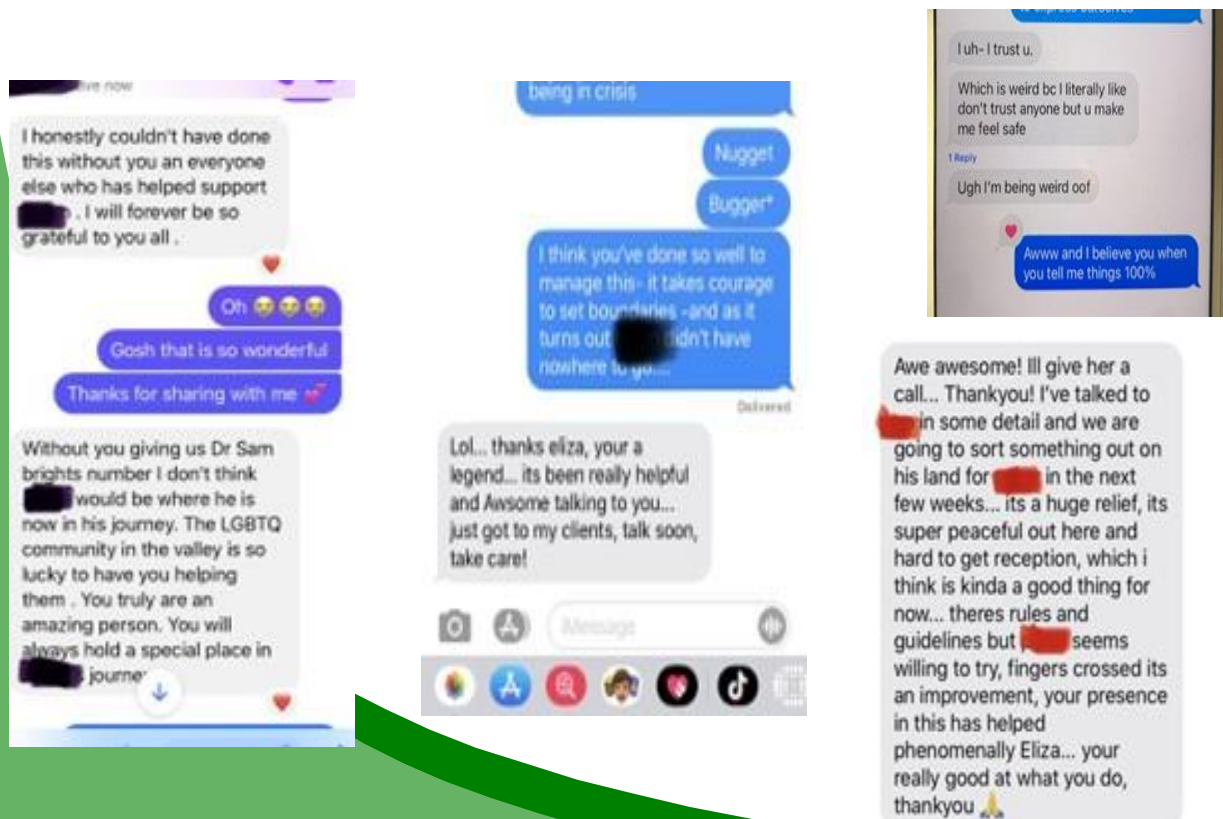 ive now
I honestly couldn't have done
this without you an everyone
else who has helped support
. I will forever be so
grateful to you all .
Oh 😂 😂 😂
Gosh that is so wonderful
Thanks for sharing with me 💕
Without you giving us Dr Sam
brights number I don't think
would be where he is
now in his journey. The LGBTQ
community in the valley is so
lucky to have you helping
them . You truly are an
amazing person. You will
always hold a special place in
journey
being in crisis
Nugget
Bugger*
I think you've done so well to
manage this- it takes courage
to set boundaries -and as it
turns out didn't have
nowhere to go....
Delivered
Lol... thanks eliza, your a
legend... its been really helpful
and Awsome talking to you...
just got to my clients, talk soon,
take care!
Message
to express ourselves
I uh- I trust u.
Which is weird bc I literally like
don't trust anyone but u make
me feel safe
1 Reply
Ugh I'm being weird oof
Awww and I believe you when
you tell me things 100%
Awe awesome! Ill give her a
call... Thankyou! I've talked to
in some detail and we are
going to sort something out on
his land for in the next
few weeks... its a huge relief, its
super peaceful out here and
hard to get reception, which i
think is kinda a good thing for
now... theres rules and
guidelines but seems
willing to try, fingers crossed its
an improvement, your presence
in this has helped
phenomenally Eliza... your
really good at what you do,
thankyou 🙏